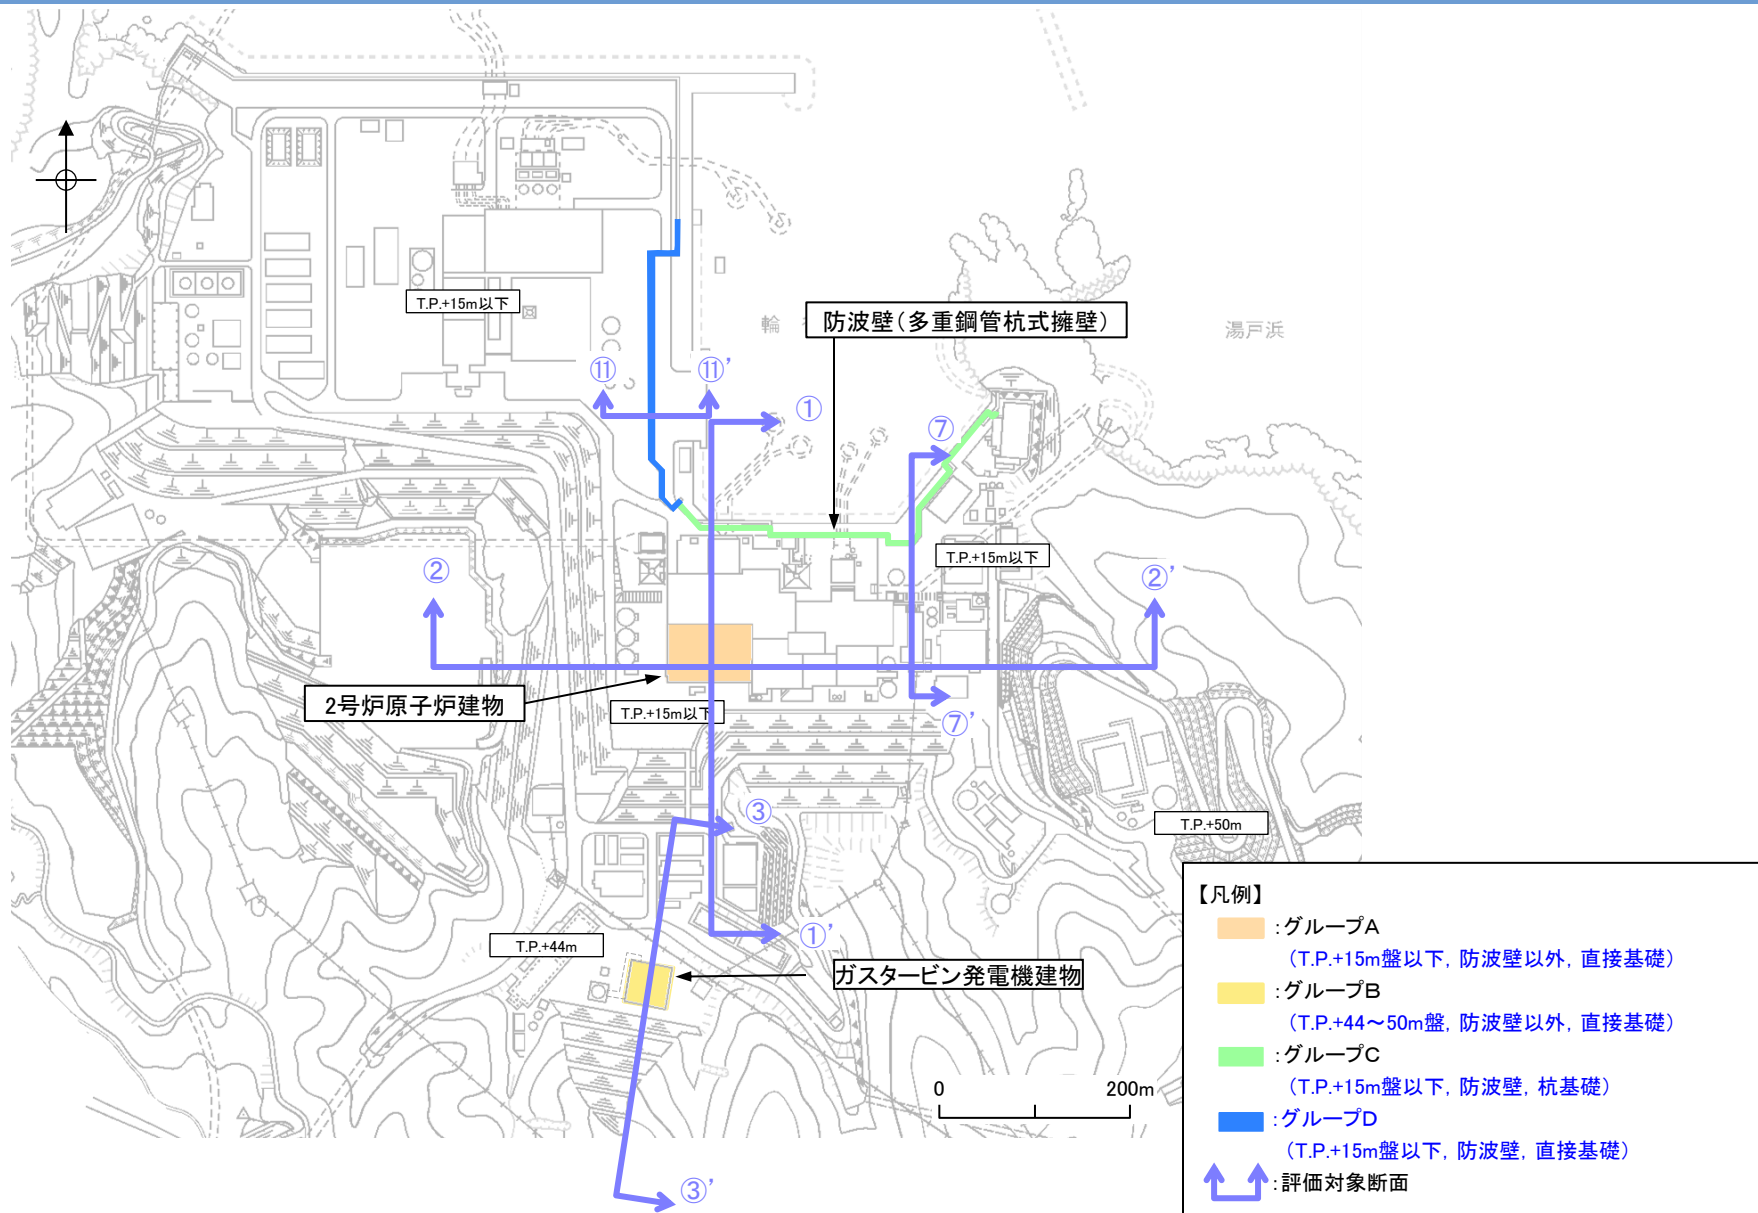 T.P.+15m以下
輪
防波壁(多重鋼管杭式擁壁)
湯戸浜
⑪
⑪'
①
⑦
T.P.+15m以下
②
②'
2号炉原子炉建物
T.P.+15m以下
⑦'
③
T.P.+50m
①'
T.P.+44m
ガスタービン発電機建物
0 200m
③'
【凡例】
:グループA
(T.P.+15m盤以下, 防波壁以外, 直接基礎)
:グループB
(T.P.+44~50m盤, 防波壁以外, 直接基礎)
:グループC
(T.P.+15m盤以下, 防波壁, 杭基礎)
:グループD
(T.P.+15m盤以下, 防波壁, 直接基礎)
:評価対象断面